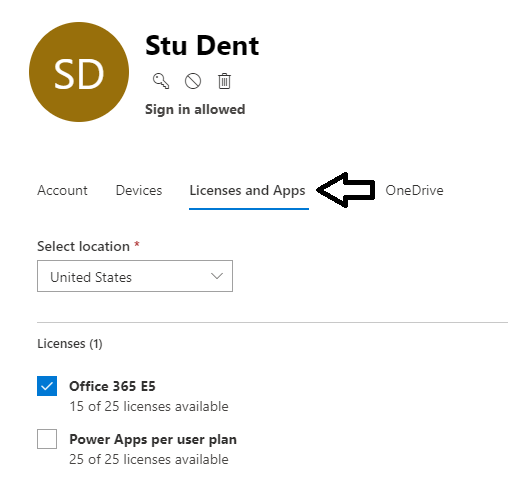 SD
Stu Dent
Sign in allowed
Account Devices Licenses and Apps OneDrive
Select location *
United States
Licenses (1)
Office 365 E5
15 of 25 licenses available
Power Apps per user plan
25 of 25 licenses available